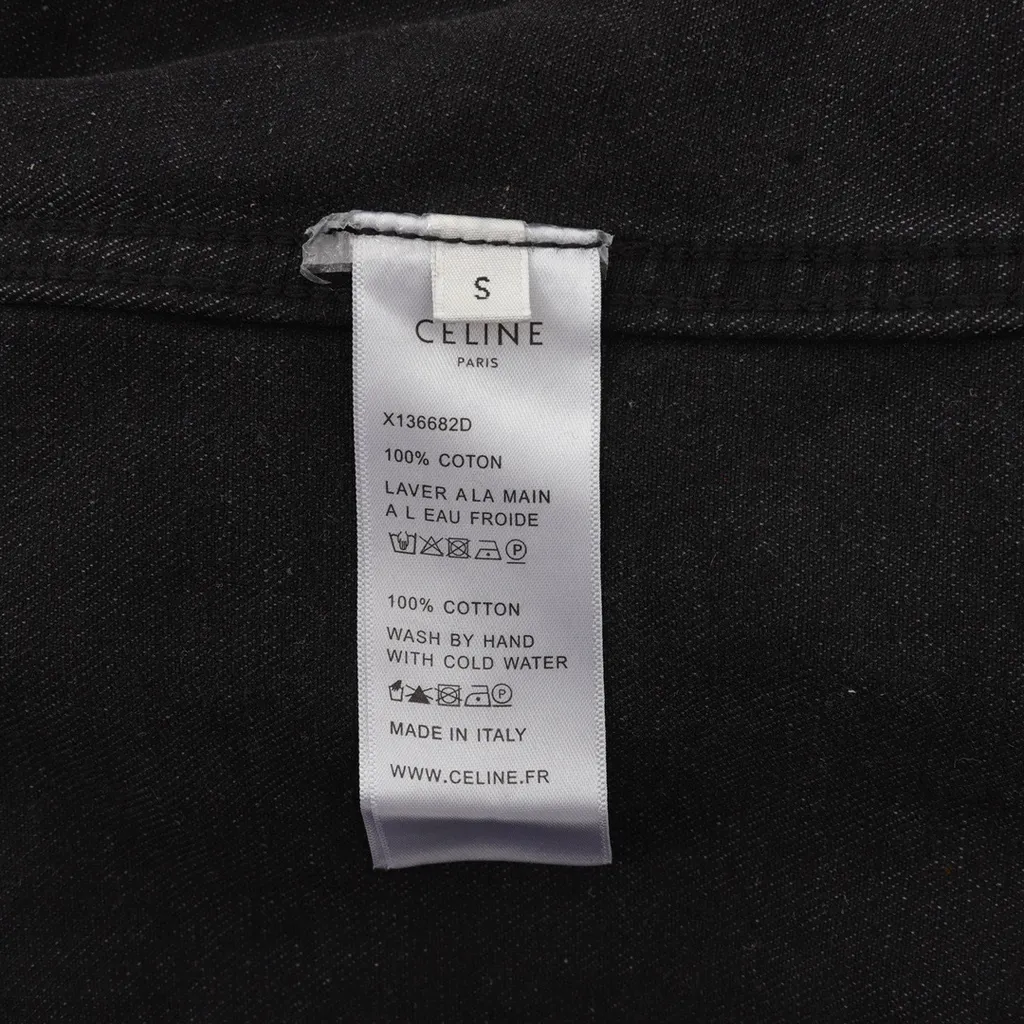 S
CELINE
PARIS
X136682D
100% COTON
LAVER A LA MAIN
A L EAU FROIDE
P
100% COTTON
WASH BY HAND
WITH COLD WATER
P
MADE IN ITALY
WWW.CELINE.FR